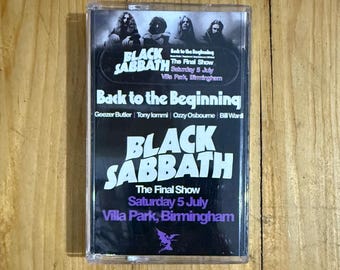 BLACK
SABBATH
Back to the Beginning
The Final Show
Saturday 5 July
Villa Park, Birmingham
Back to the Beginning
Geezer Butler | Tony Iommi | Ozzy Osbourne | Bill Ward
BLACK
SABBATH
The Final Show
Saturday 5 July
Villa Park, Birmingham